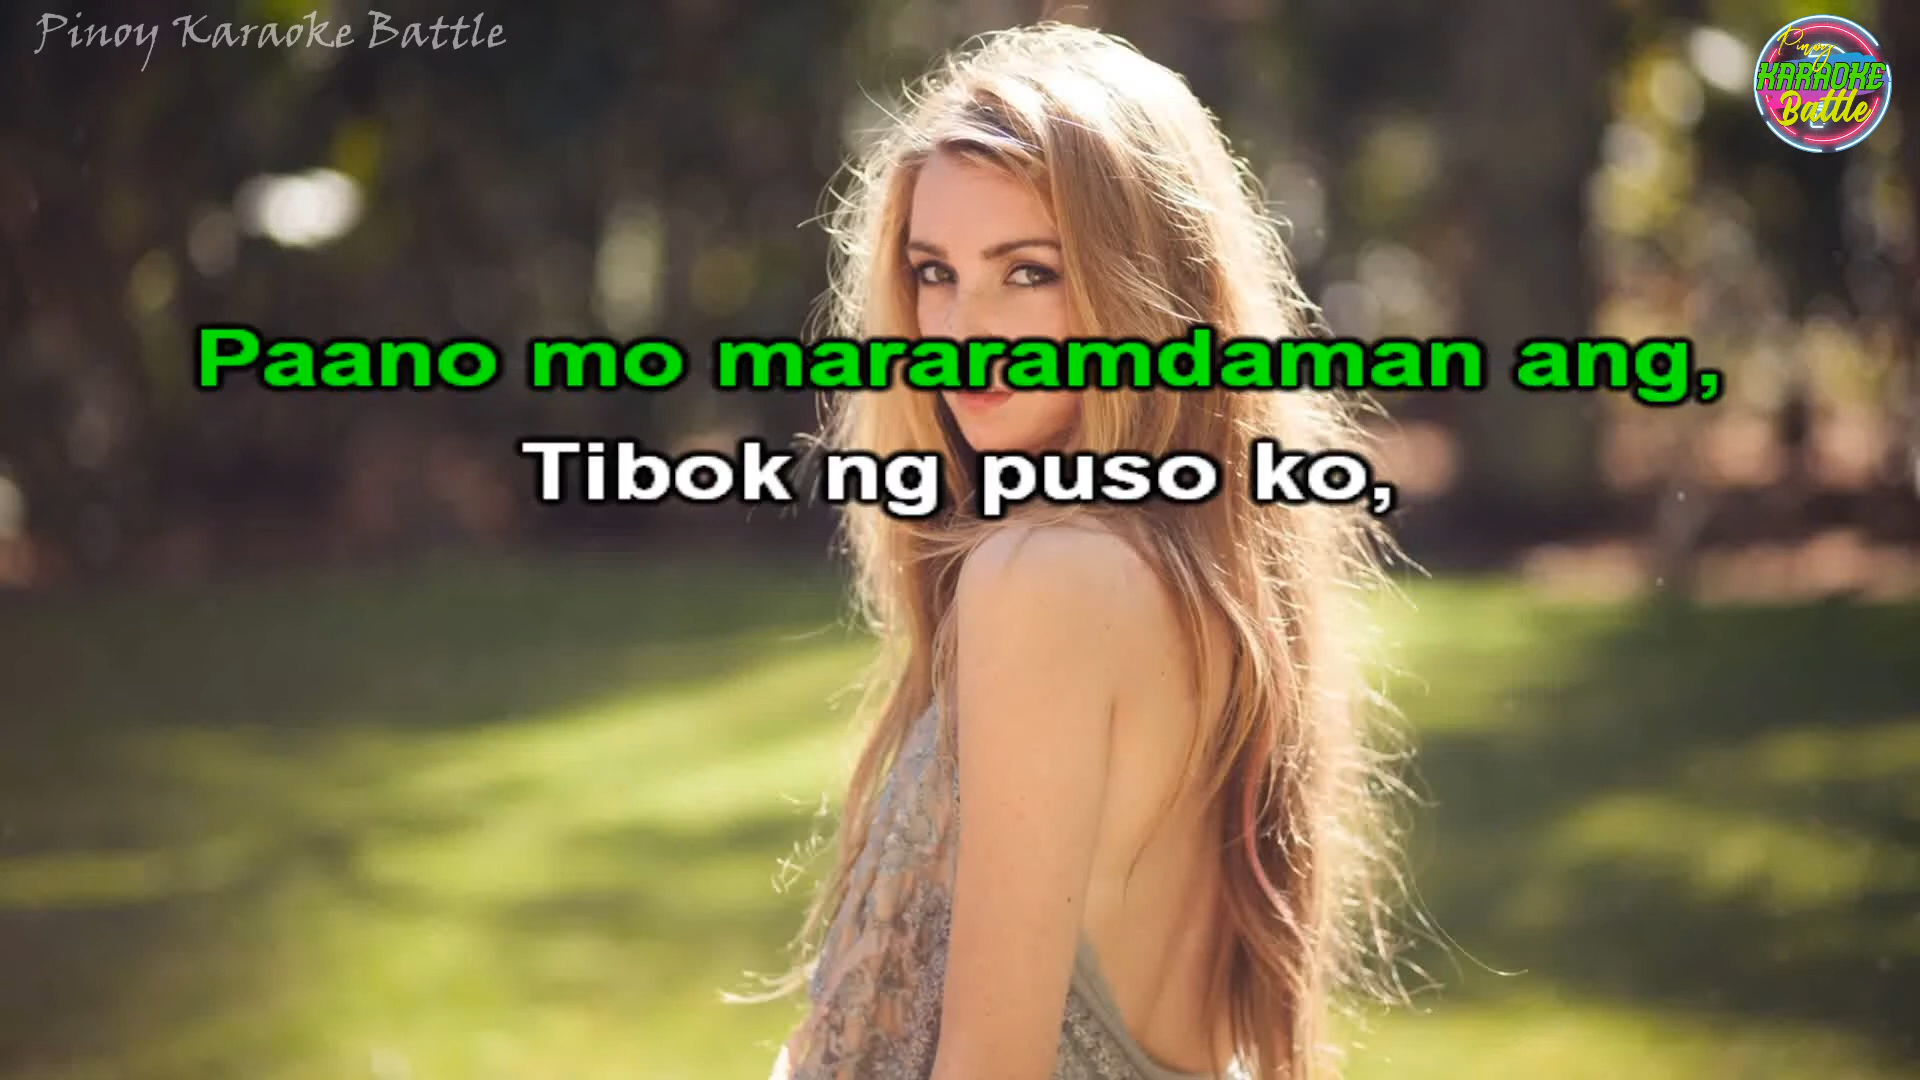 Pinoy Karaoke Battle
Pinoy
KARAOKE
Battle
Paano mo mararamdaman ang,
Tibok ng puso ko,